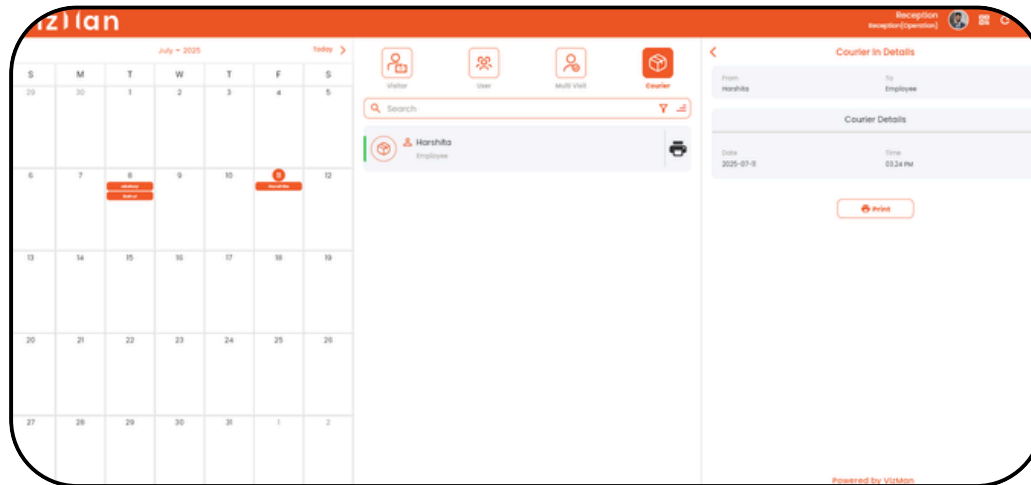 Reception
Reception(Operation)
July - 2025
Today
S M T W T F S
29 30 1 2 3 4 5
6 7 8 9 10 11 12
Harshita
13 14 15 16 17 18 19
20 21 22 23 24 25 26
27 28 29 30 31 1 2
Visitor User Multi Visit Courier
Search
Harshita
Employee
Courier In Details
From To
Harshita Employee
Courier Details
Date Time
2025-07-11 03:24 PM
Print
Powered by VizMan